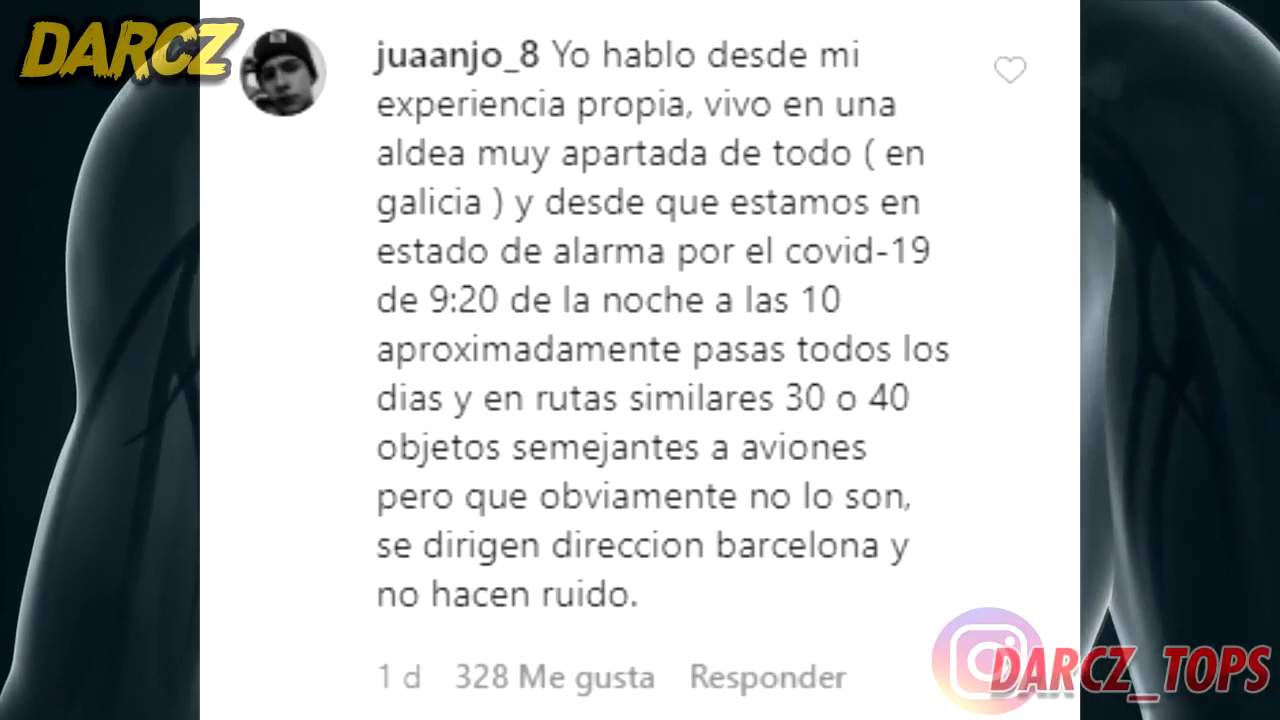 DARCZ
juaanjo_8 Yo hablo desde mi
experiencia propia, vivo en una
aldea muy apartada de todo ( en
galicia ) y desde que estamos en
estado de alarma por el covid-19
de 9:20 de la noche a las 10
aproximadamente pasas todos los
dias y en rutas similares 30 o 40
objetos semejantes a aviones
pero que obviamente no lo son,
se dirigen direccion barcelona y
no hacen ruido.
1 d 328 Me gusta Responder
DARCZ_TOPS